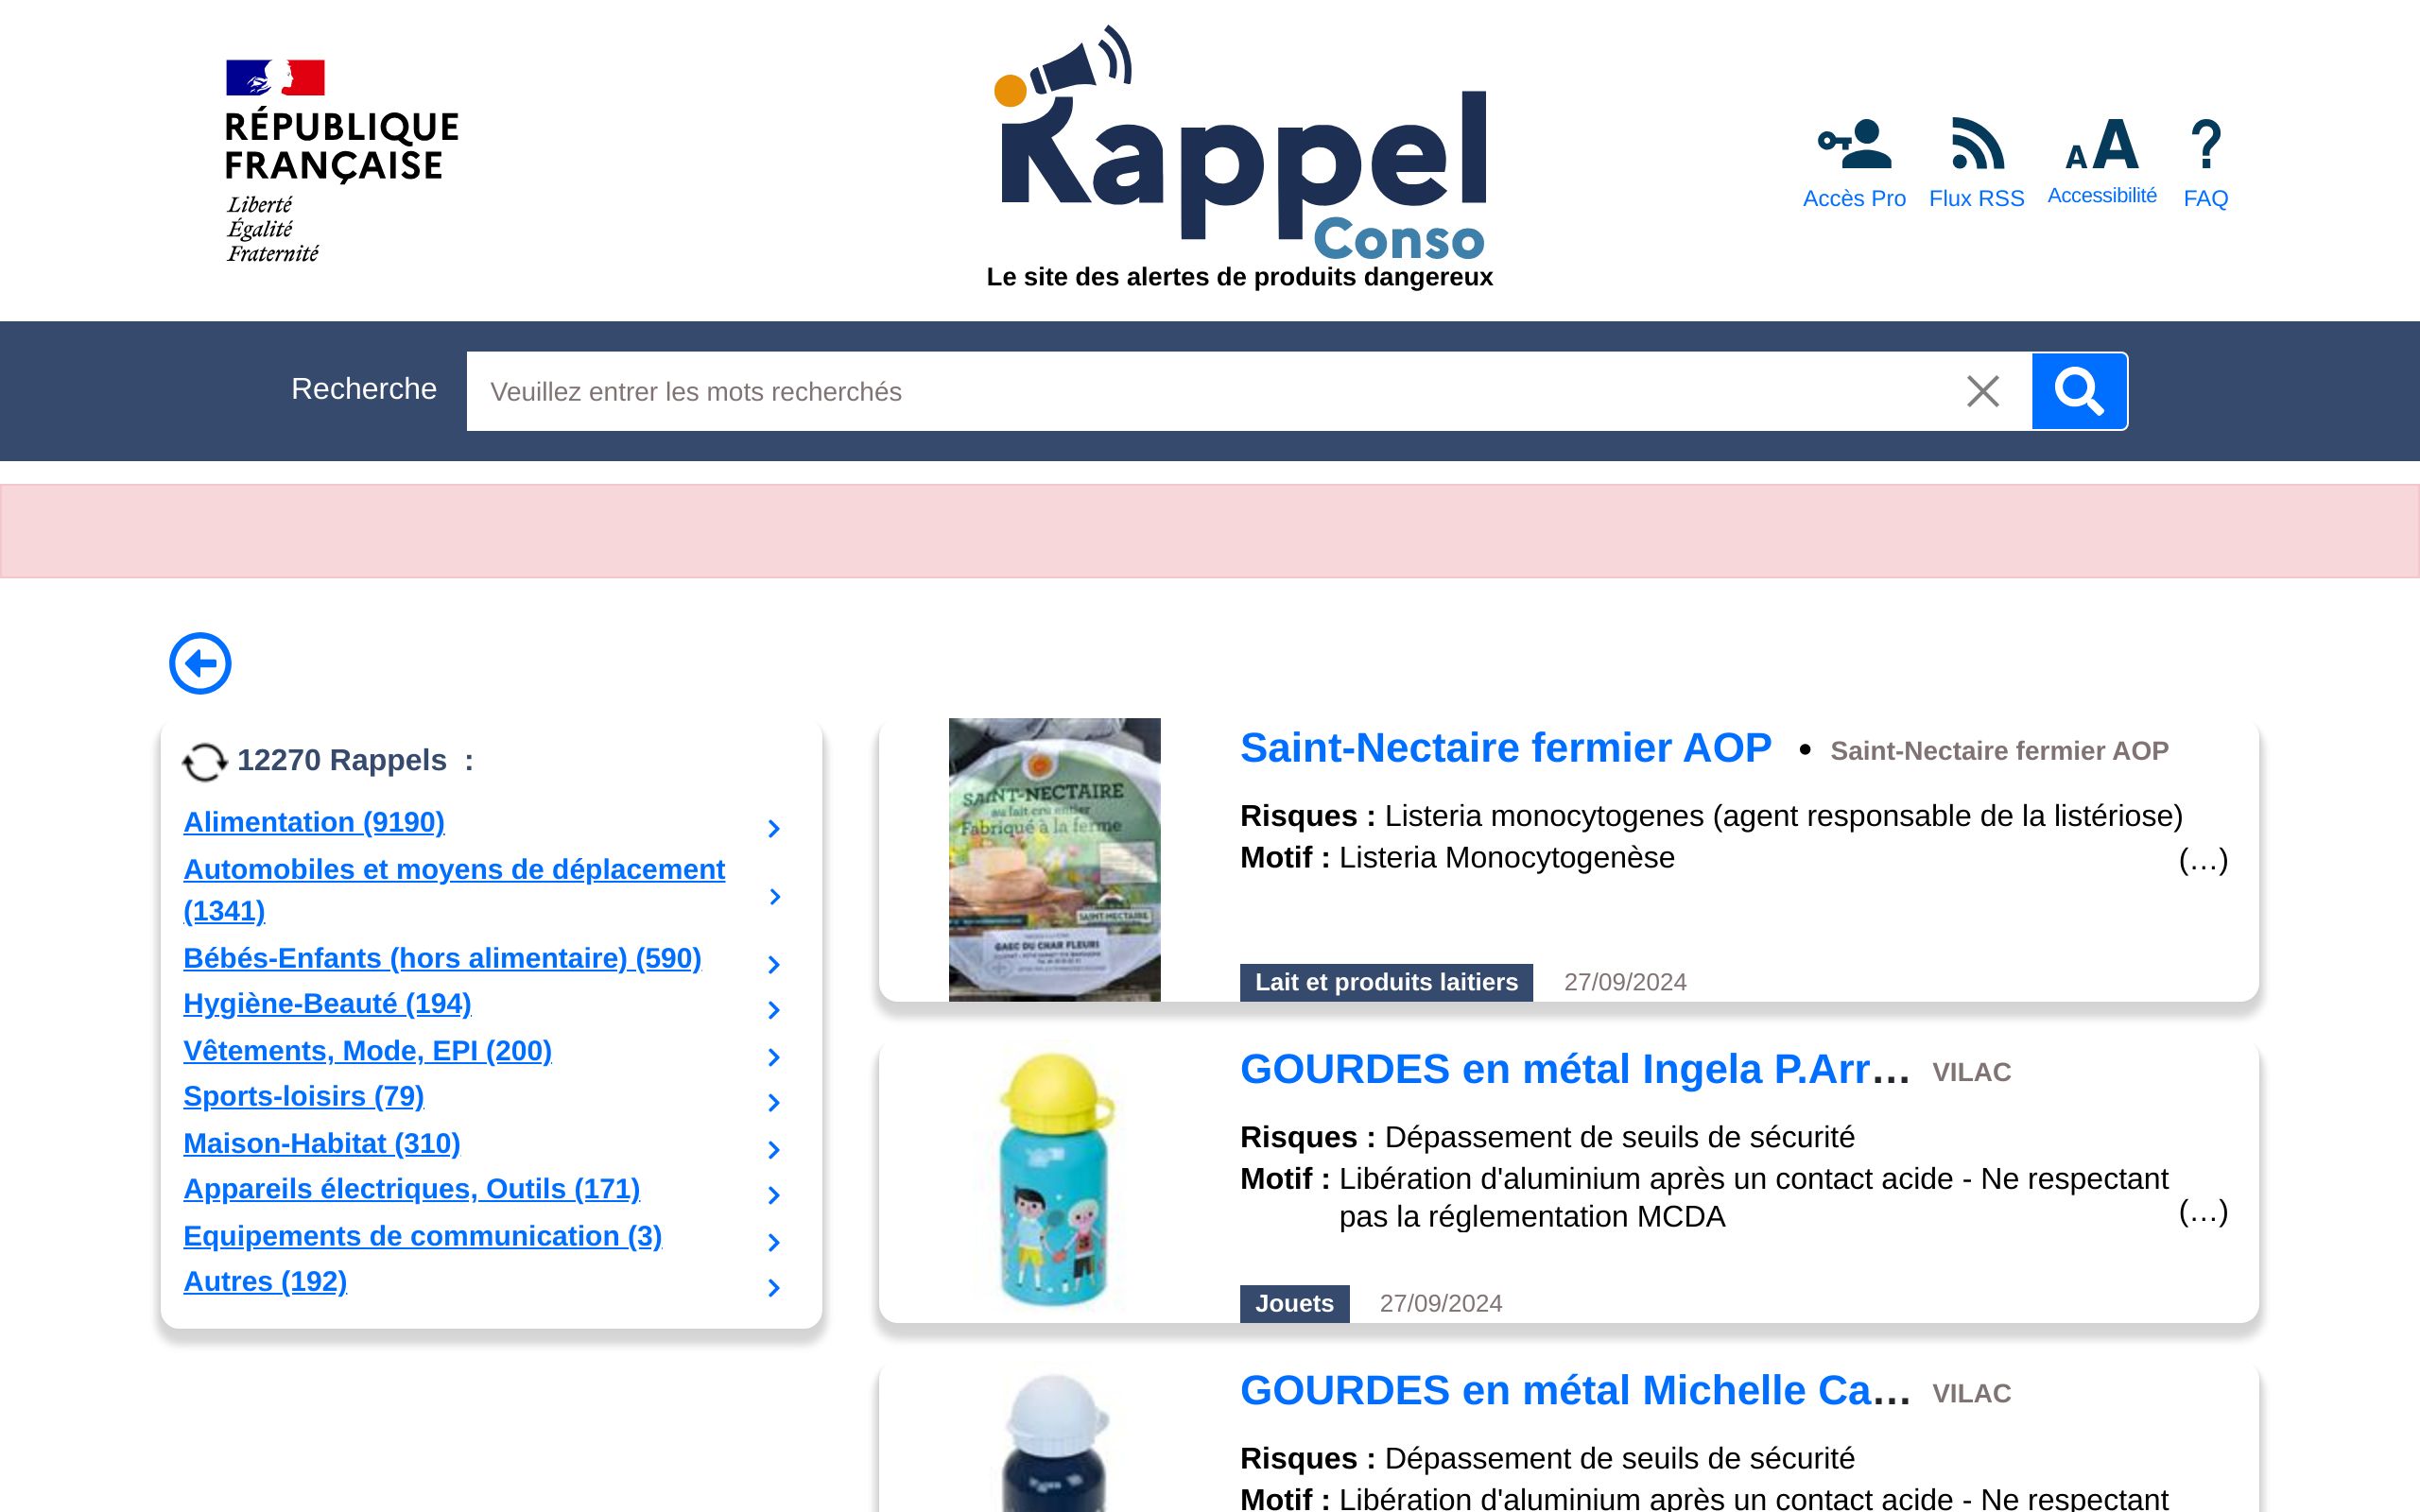 RÉPUBLIQUE
FRANÇAISE
Liberté
Égalité
Fraternité
Rappel
Conso
Le site des alertes de produits dangereux
Accès Pro
Flux RSS
AA
Accessibilité
?
FAQ
Recherche
Veuillez entrer les mots recherchés
12270 Rappels :
Alimentation (9190)
Automobiles et moyens de déplacement
(1341)
Bébés-Enfants (hors alimentaire) (590)
Hygiène-Beauté (194)
Vêtements, Mode, EPI (200)
Sports-loisirs (79)
Maison-Habitat (310)
Appareils électriques, Outils (171)
Equipements de communication (3)
Autres (192)
SAINT-NECTAIRE
au lait cru entier
Fabriqué à la ferme
SAINT-NECTAIRE
GAEC DU CHAR FLEURI
Saint-Nectaire fermier AOP • Saint-Nectaire fermier AOP
Risques : Listeria monocytogenes (agent responsable de la listériose)
Motif : Listeria Monocytogenèse
(…)
Lait et produits laitiers 27/09/2024
GOURDES en métal Ingela P.Arr… VILAC
Risques : Dépassement de seuils de sécurité
Motif : Libération d'aluminium après un contact acide - Ne respectant
pas la réglementation MCDA
(…)
Jouets 27/09/2024
GOURDES en métal Michelle Ca… VILAC
Risques : Dépassement de seuils de sécurité
Motif : Libération d'aluminium après un contact acide - Ne respectant